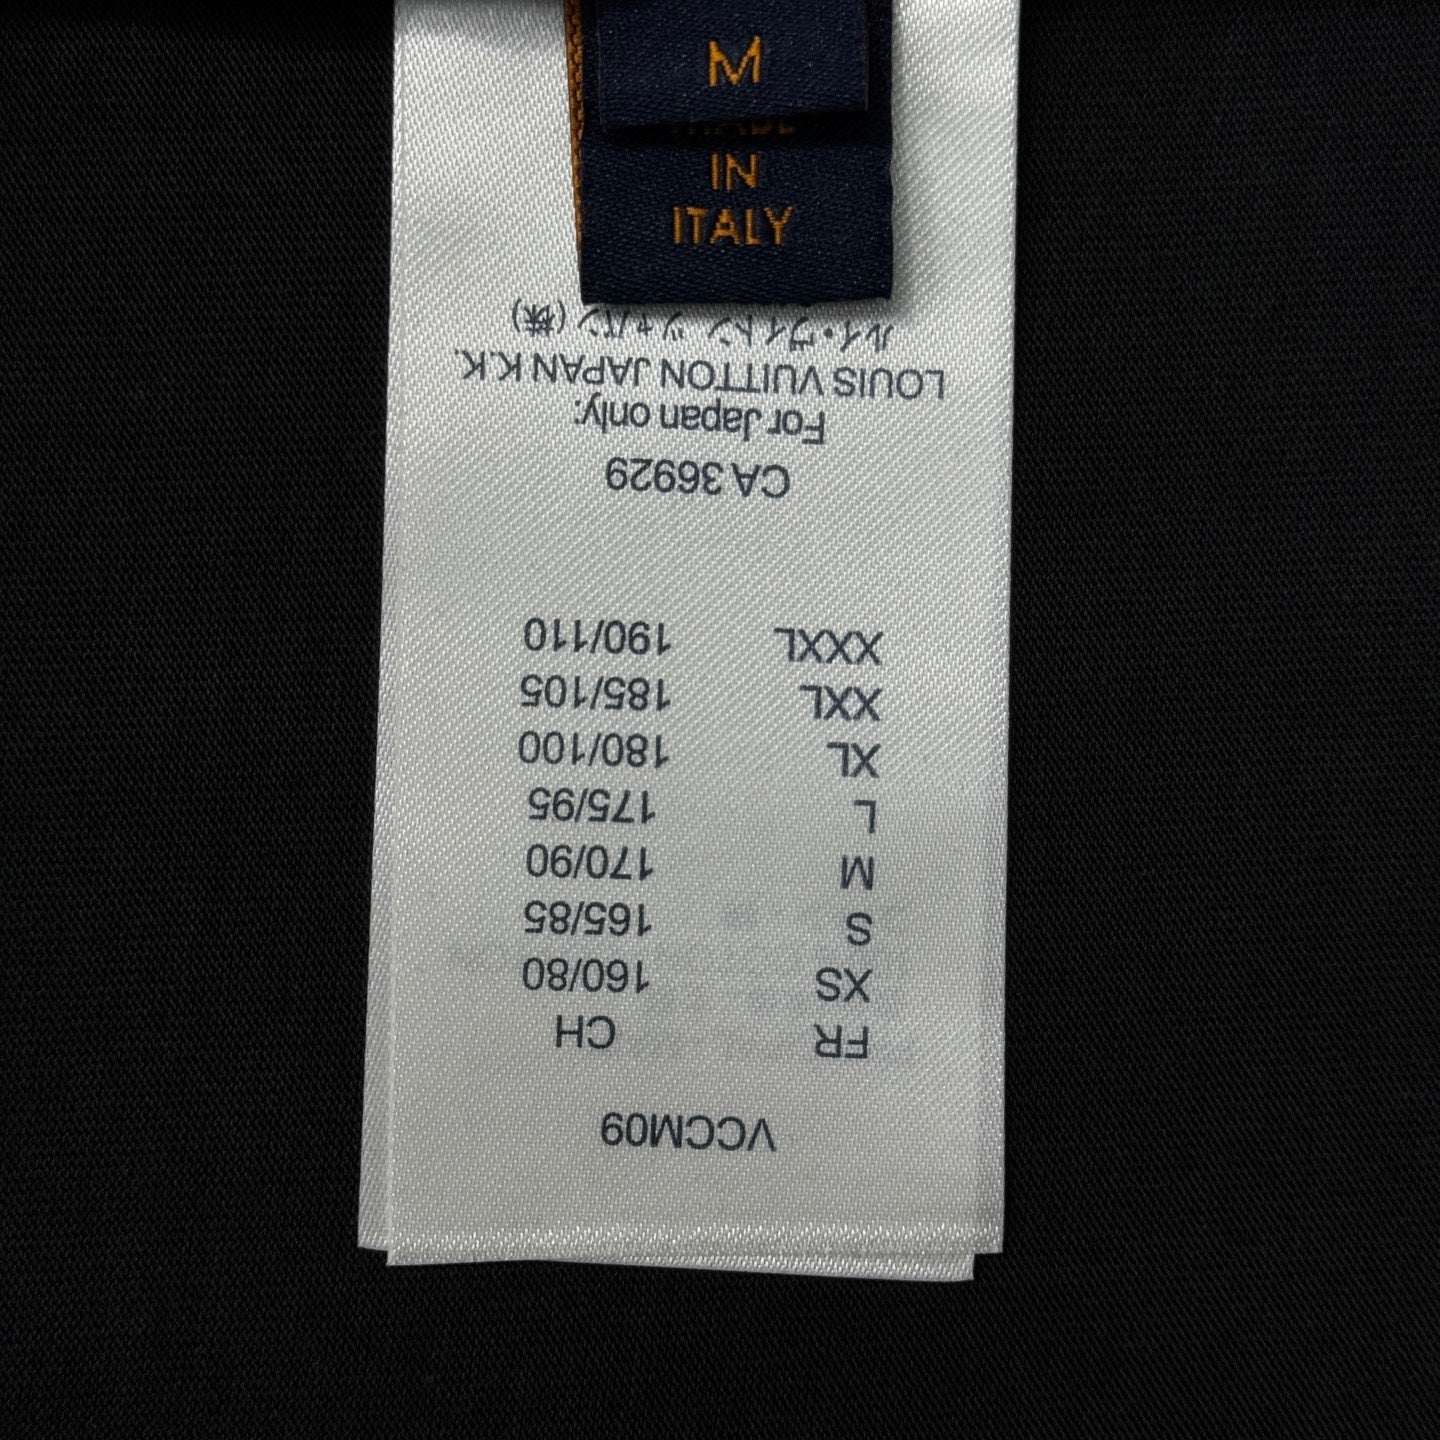 M
MADE
IN
ITALY
VCCM09
FR CH
XS 160/80
S 165/85
M 170/90
L 175/95
XL 180/100
XXL 185/105
XXXL 190/110
CA 36929
For Japan only:
LOUIS VUITTON JAPAN K.K.
ルイ・ヴィトン ジャパン (株)